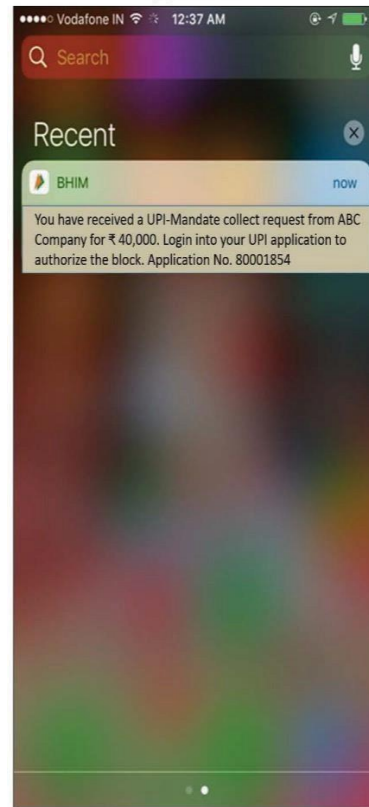 Vodafone IN 12:37 AM
Search
Recent
BHIM now
You have received a UPI-Mandate collect request from ABC
Company for ₹ 40,000. Login into your UPI application to
authorize the block. Application No. 80001854